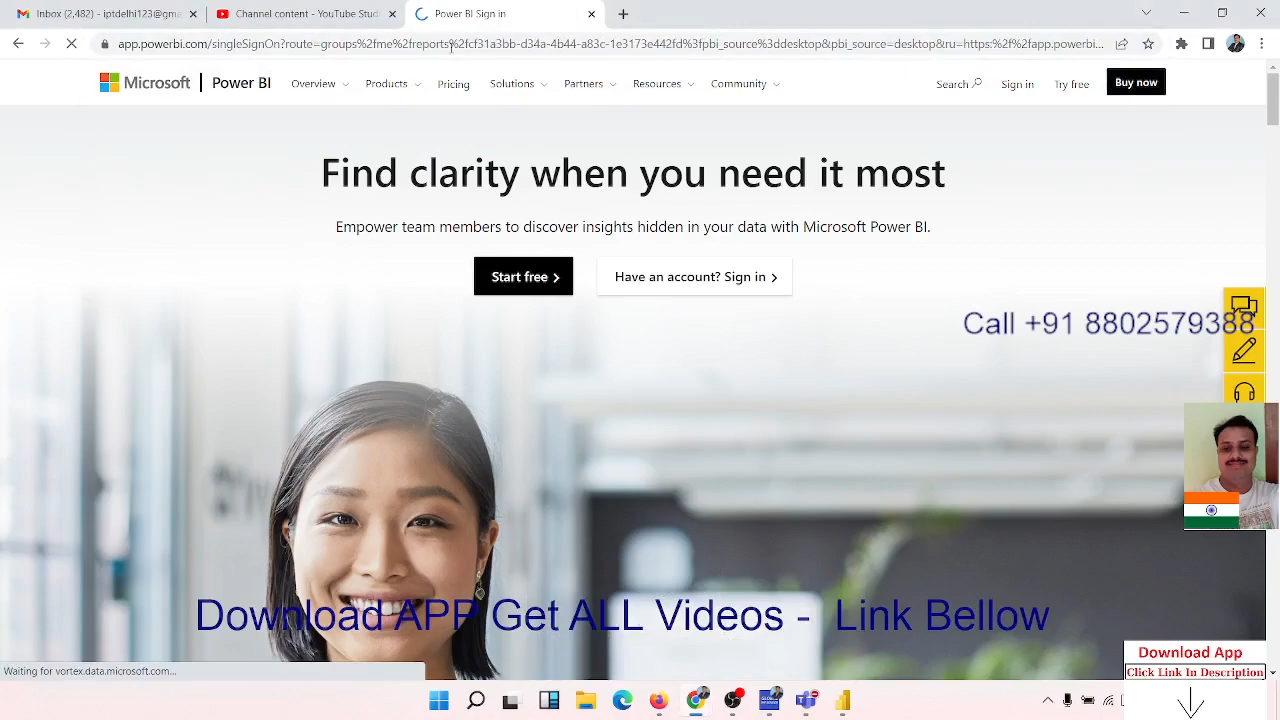 Inbox (2,482) - iptdelhi123@gm
Channel content - YouTube Stud
Power BI Sign in
app.powerbi.com/singleSignOn?route=groups%2fme%2freports%2fcf31a3bb-d34a-4b44-a83c-1e3173e442fd%3fpbi_source%3ddesktop&pbi_source=desktop&ru=https:%2f%2fapp.powerbi...
Microsoft | Power BI
Overview
Products
Pricing
Solutions
Partners
Resources
Community
Search
Sign in
Try free
Buy now
Find clarity when you need it most
Empower team members to discover insights hidden in your data with Microsoft Power BI.
Start free
Have an account? Sign in
Call +91 8802579388
Download APP Get ALL Videos - Link Bellow
Waiting for vortex.data.microsoft.com...
Download App
Click Link In Description